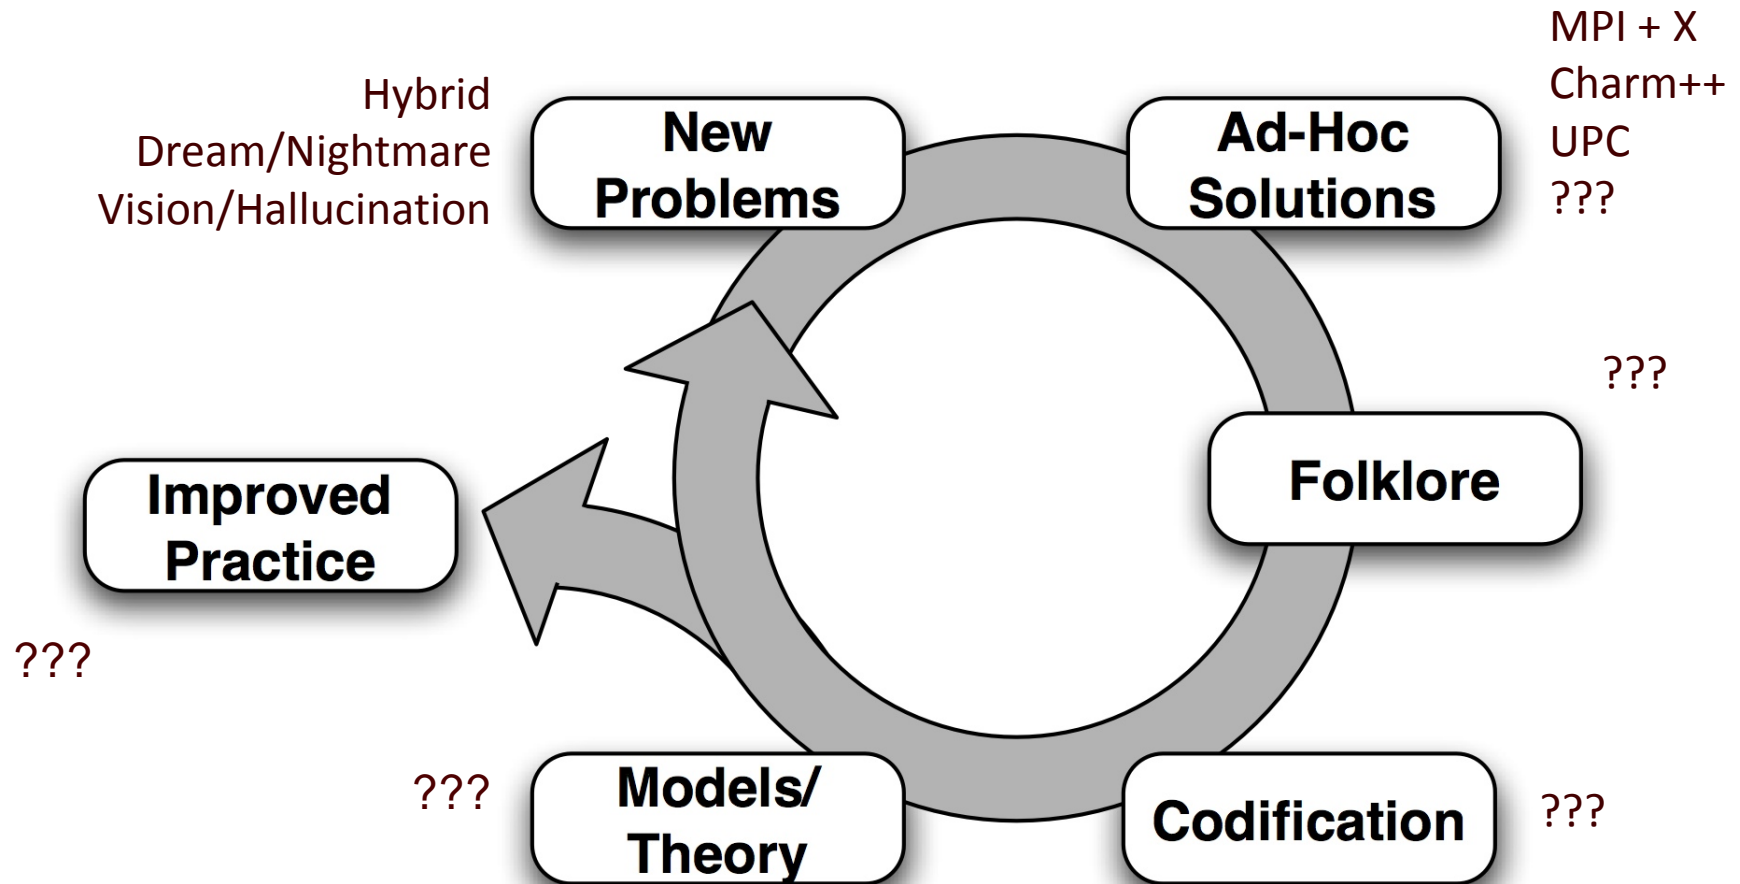 MPI + X
Charm++
UPC
???
Hybrid
Dream/Nightmare
Vision/Hallucination
New
Problems
Ad-Hoc
Solutions
???
Folklore
Improved
Practice
???
???
Models/
Theory
Codification
???